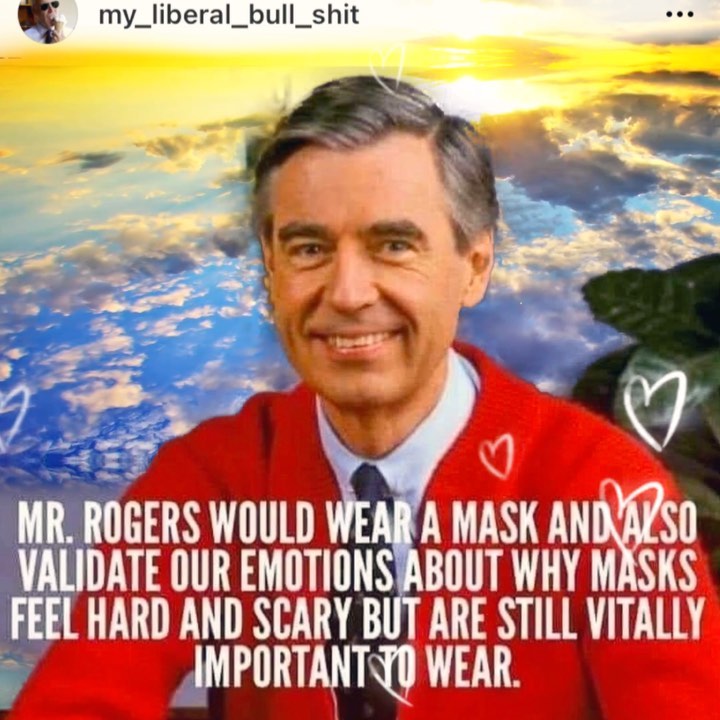 my_liberal_bull_shit
MR. ROGERS WOULD WEAR A MASK AND ALSO
VALIDATE OUR EMOTIONS ABOUT WHY MASKS
FEEL HARD AND SCARY BUT ARE STILL VITALLY
IMPORTANT TO WEAR.